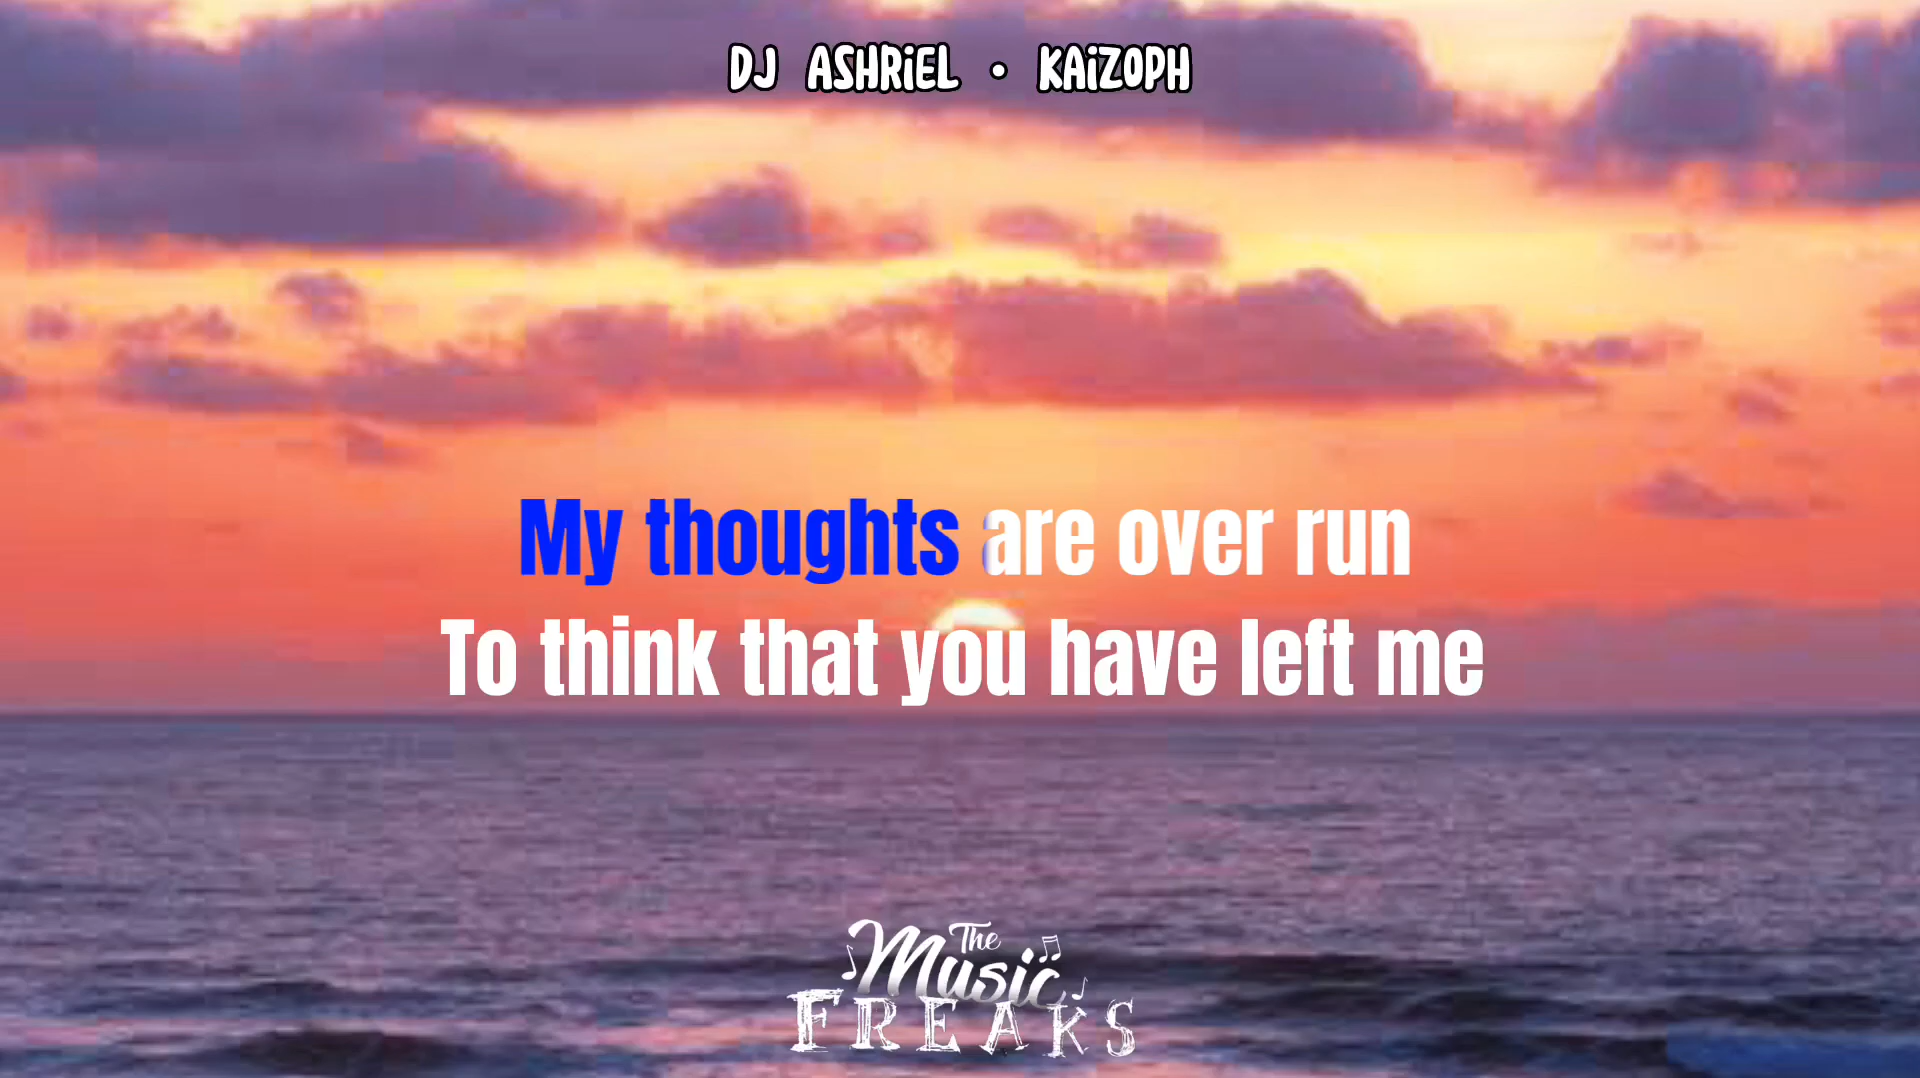 DJ ASHRiEL • KAiZOPH
My thoughts are over run
To think that you have left me
The
Music
FREAKS